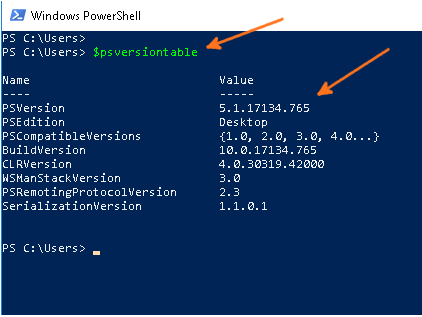 Windows PowerShell
PS C:\Users>
PS C:\Users> $psversiontable
Name Value
---- -----
PSVersion 5.1.17134.765
PSEdition Desktop
PSCompatibleVersions {1.0, 2.0, 3.0, 4.0...}
BuildVersion 10.0.17134.765
CLRVersion 4.0.30319.42000
WSManStackVersion 3.0
PSRemotingProtocolVersion 2.3
SerializationVersion 1.1.0.1
PS C:\Users>